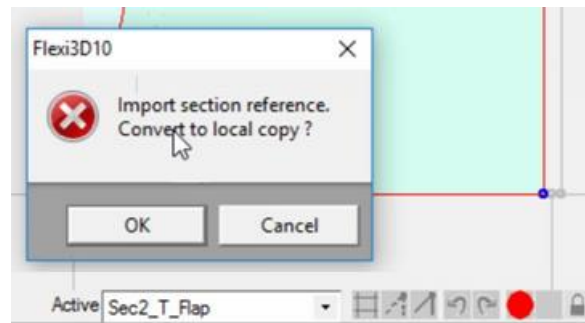 Flexi3D10
Import section reference.
Convert to local copy ?
OK
Cancel
Active Sec2_T_Flap